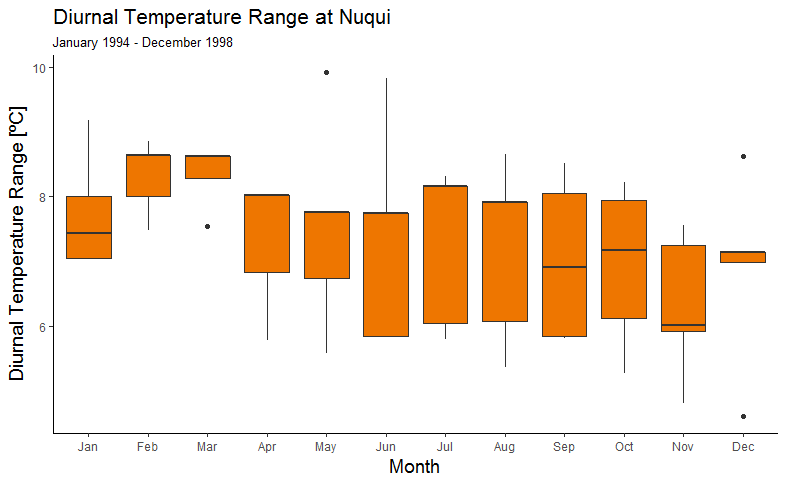 Diurnal Temperature Range at Nuqui
January 1994 - December 1998
Diurnal Temperature Range [ºC]
10
8
6
Jan Feb Mar Apr May Jun Jul Aug Sep Oct Nov Dec
Month